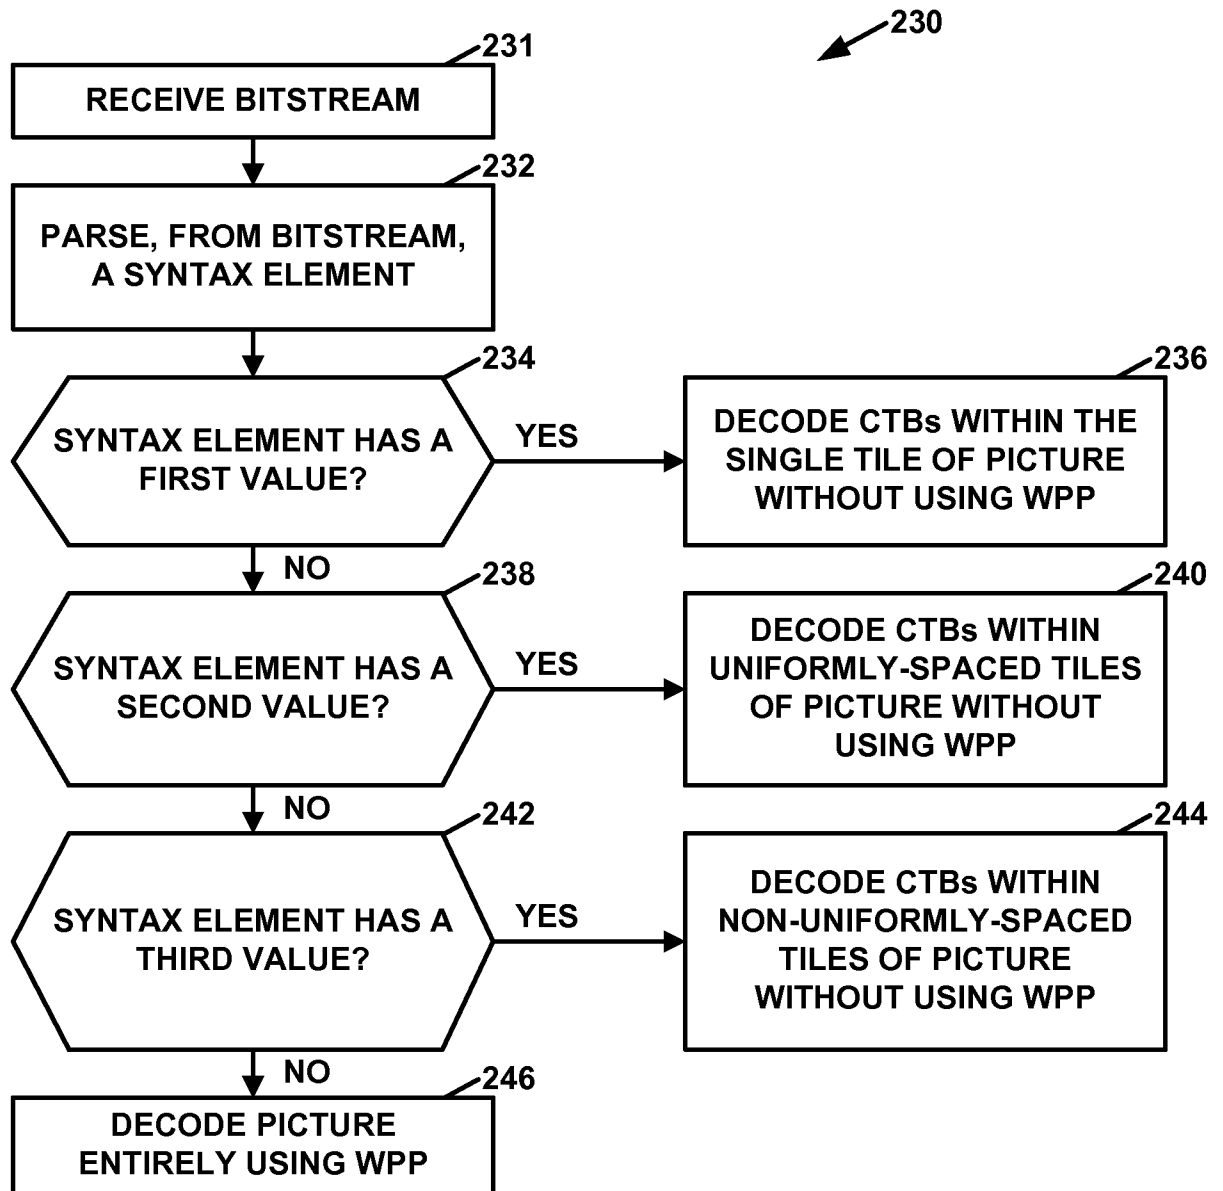 230
231
RECEIVE BITSTREAM
232
PARSE, FROM BITSTREAM,
A SYNTAX ELEMENT
234
SYNTAX ELEMENT HAS A
FIRST VALUE?
YES
236
DECODE CTBs WITHIN THE
SINGLE TILE OF PICTURE
WITHOUT USING WPP
NO
238
SYNTAX ELEMENT HAS A
SECOND VALUE?
YES
240
DECODE CTBs WITHIN
UNIFORMLY-SPACED TILES
OF PICTURE WITHOUT
USING WPP
NO
242
SYNTAX ELEMENT HAS A
THIRD VALUE?
YES
244
DECODE CTBs WITHIN
NON-UNIFORMLY-SPACED
TILES OF PICTURE
WITHOUT USING WPP
NO
246
DECODE PICTURE
ENTIRELY USING WPP